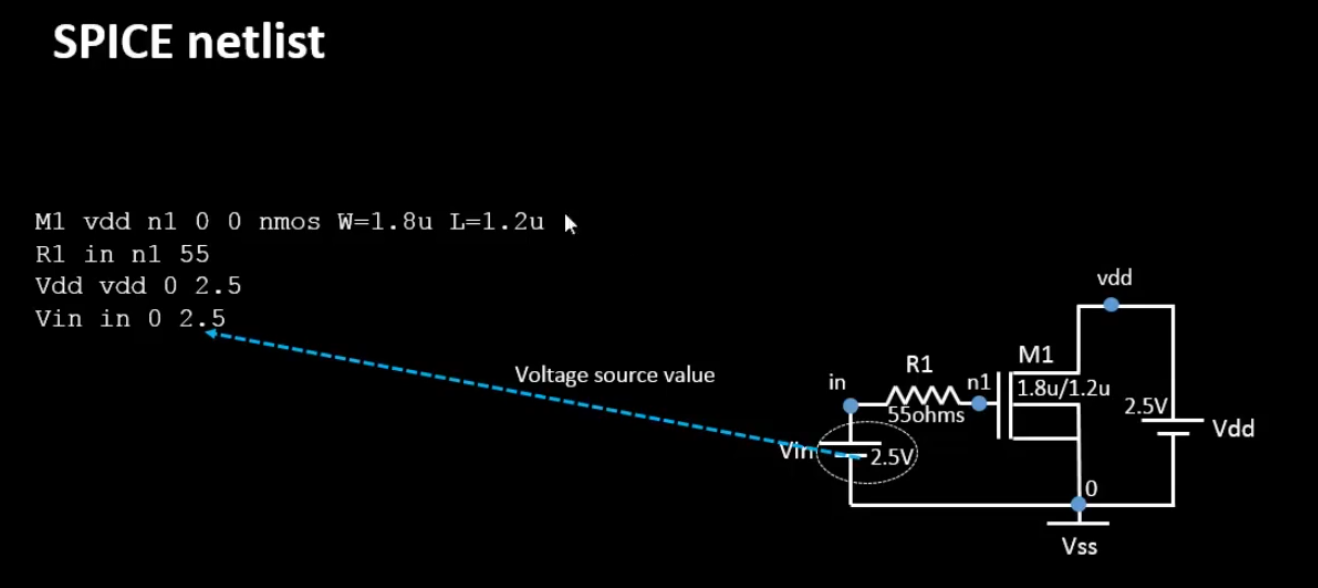 SPICE netlist
M1 vdd n1 0 0 nmos W=1.8u L=1.2u
R1 in n1 55
Vdd vdd 0 2.5
Vin in 0 2.5
Voltage source value
vdd
R1
M1
in
n1
1.8u/1.2u
55ohms
2.5V
Vdd
Vin
2.5V
0
Vss